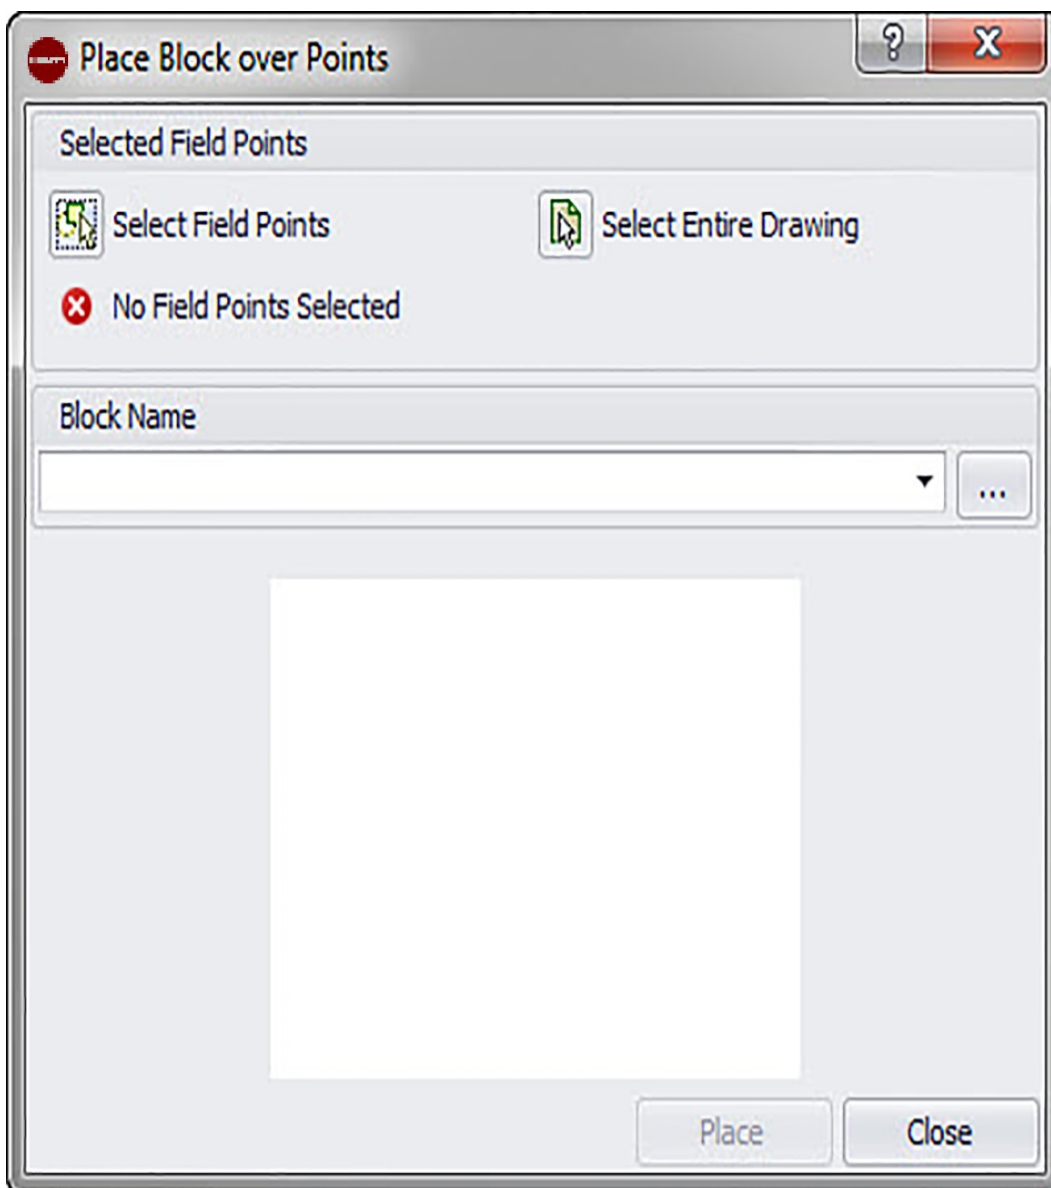 Place Block over Points
Selected Field Points
Select Field Points
Select Entire Drawing
No Field Points Selected
Block Name
...
Place
Close